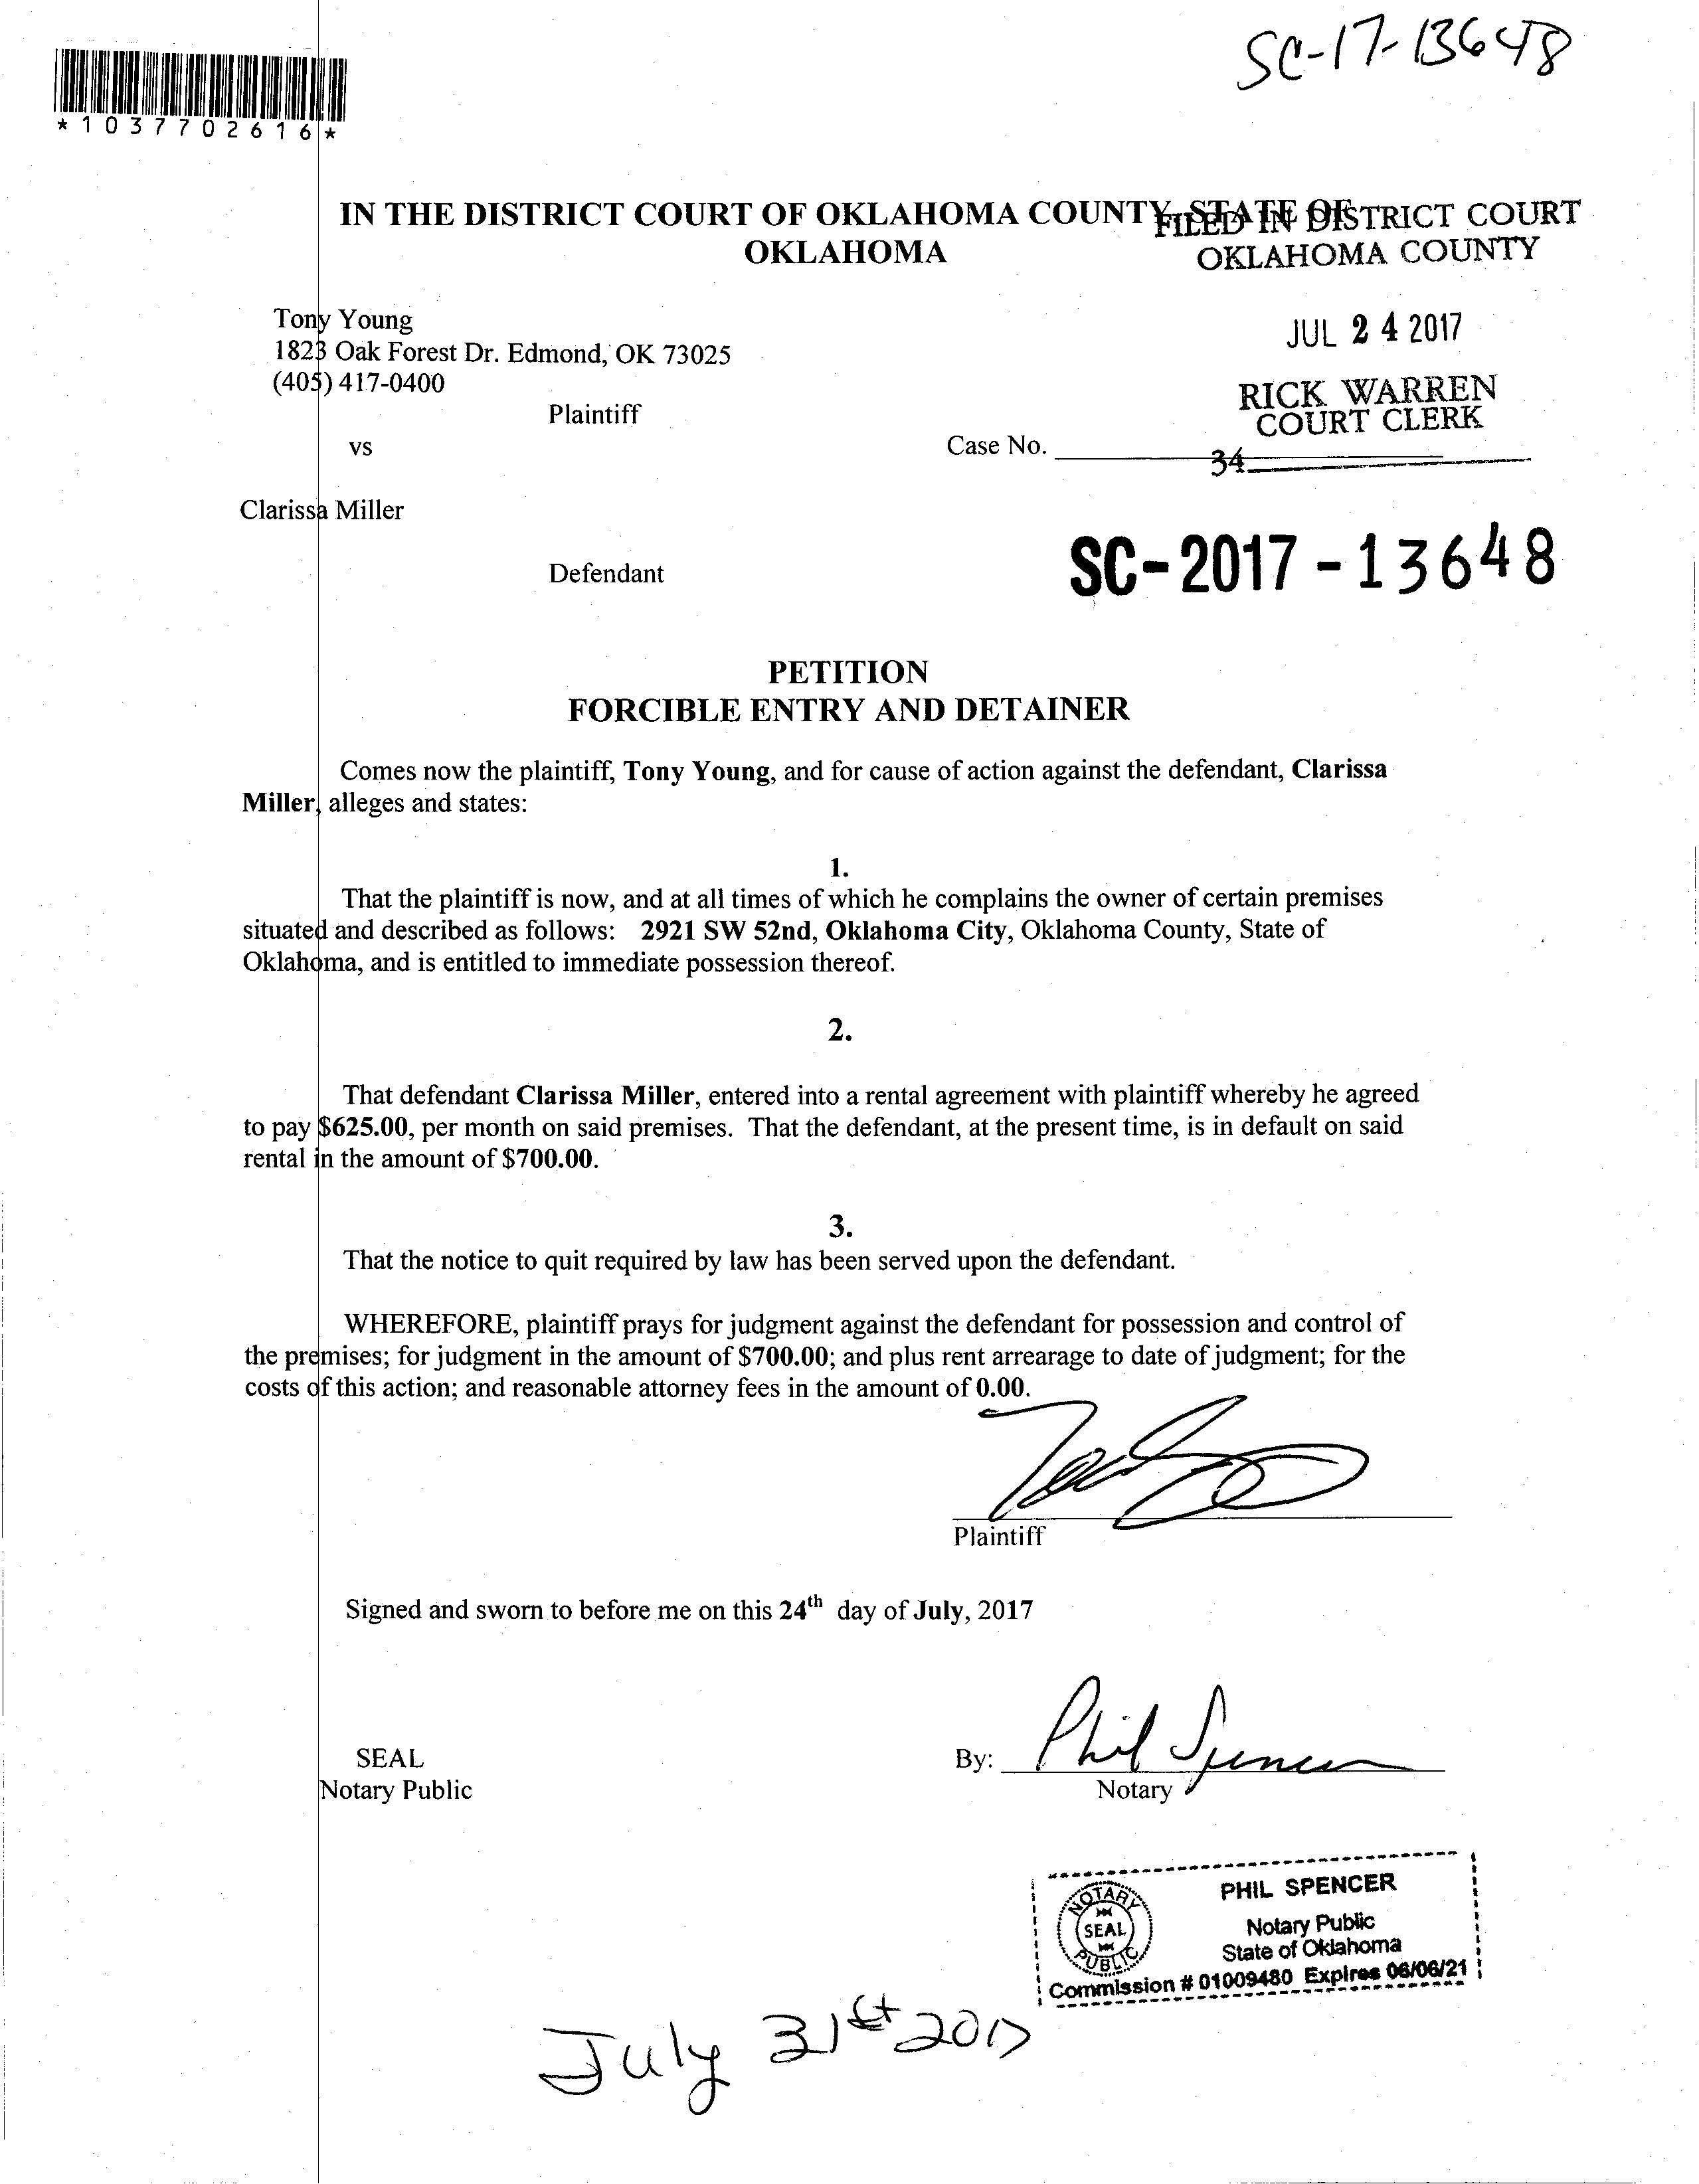 SC-17-13648
*1037702616*
IN THE DISTRICT COURT OF OKLAHOMA COUNTY, STATE OF
OKLAHOMA
FILED IN DISTRICT COURT
OKLAHOMA COUNTY
Tony Young
1823 Oak Forest Dr. Edmond, OK 73025
(405) 417-0400
JUL 24 2017
RICK WARREN
COURT CLERK
Plaintiff
vs
Case No.
34
Clarissa Miller
Defendant
SC-2017-13648
PETITION
FORCIBLE ENTRY AND DETAINER
Comes now the plaintiff, Tony Young, and for cause of action against the defendant, Clarissa
Miller, alleges and states:
1.
That the plaintiff is now, and at all times of which he complains the owner of certain premises
situated and described as follows: 2921 SW 52nd, Oklahoma City, Oklahoma County, State of
Oklahoma, and is entitled to immediate possession thereof.
2.
That defendant Clarissa Miller, entered into a rental agreement with plaintiff whereby he agreed
to pay $625.00, per month on said premises. That the defendant, at the present time, is in default on said
rental in the amount of $700.00.
3.
That the notice to quit required by law has been served upon the defendant.
WHEREFORE, plaintiff prays for judgment against the defendant for possession and control of
the premises; for judgment in the amount of $700.00; and plus rent arrearage to date of judgment; for the
costs of this action; and reasonable attorney fees in the amount of 0.00.
Plaintiff
Signed and sworn to before me on this 24th day of July, 2017
SEAL
Notary Public
By: Phil Spencer
Notary
NOTARY
SEAL
PUBLIC
PHIL SPENCER
Notary Public
State of Oklahoma
Commission # 01009480 Expires 06/06/21
July 31st 2017